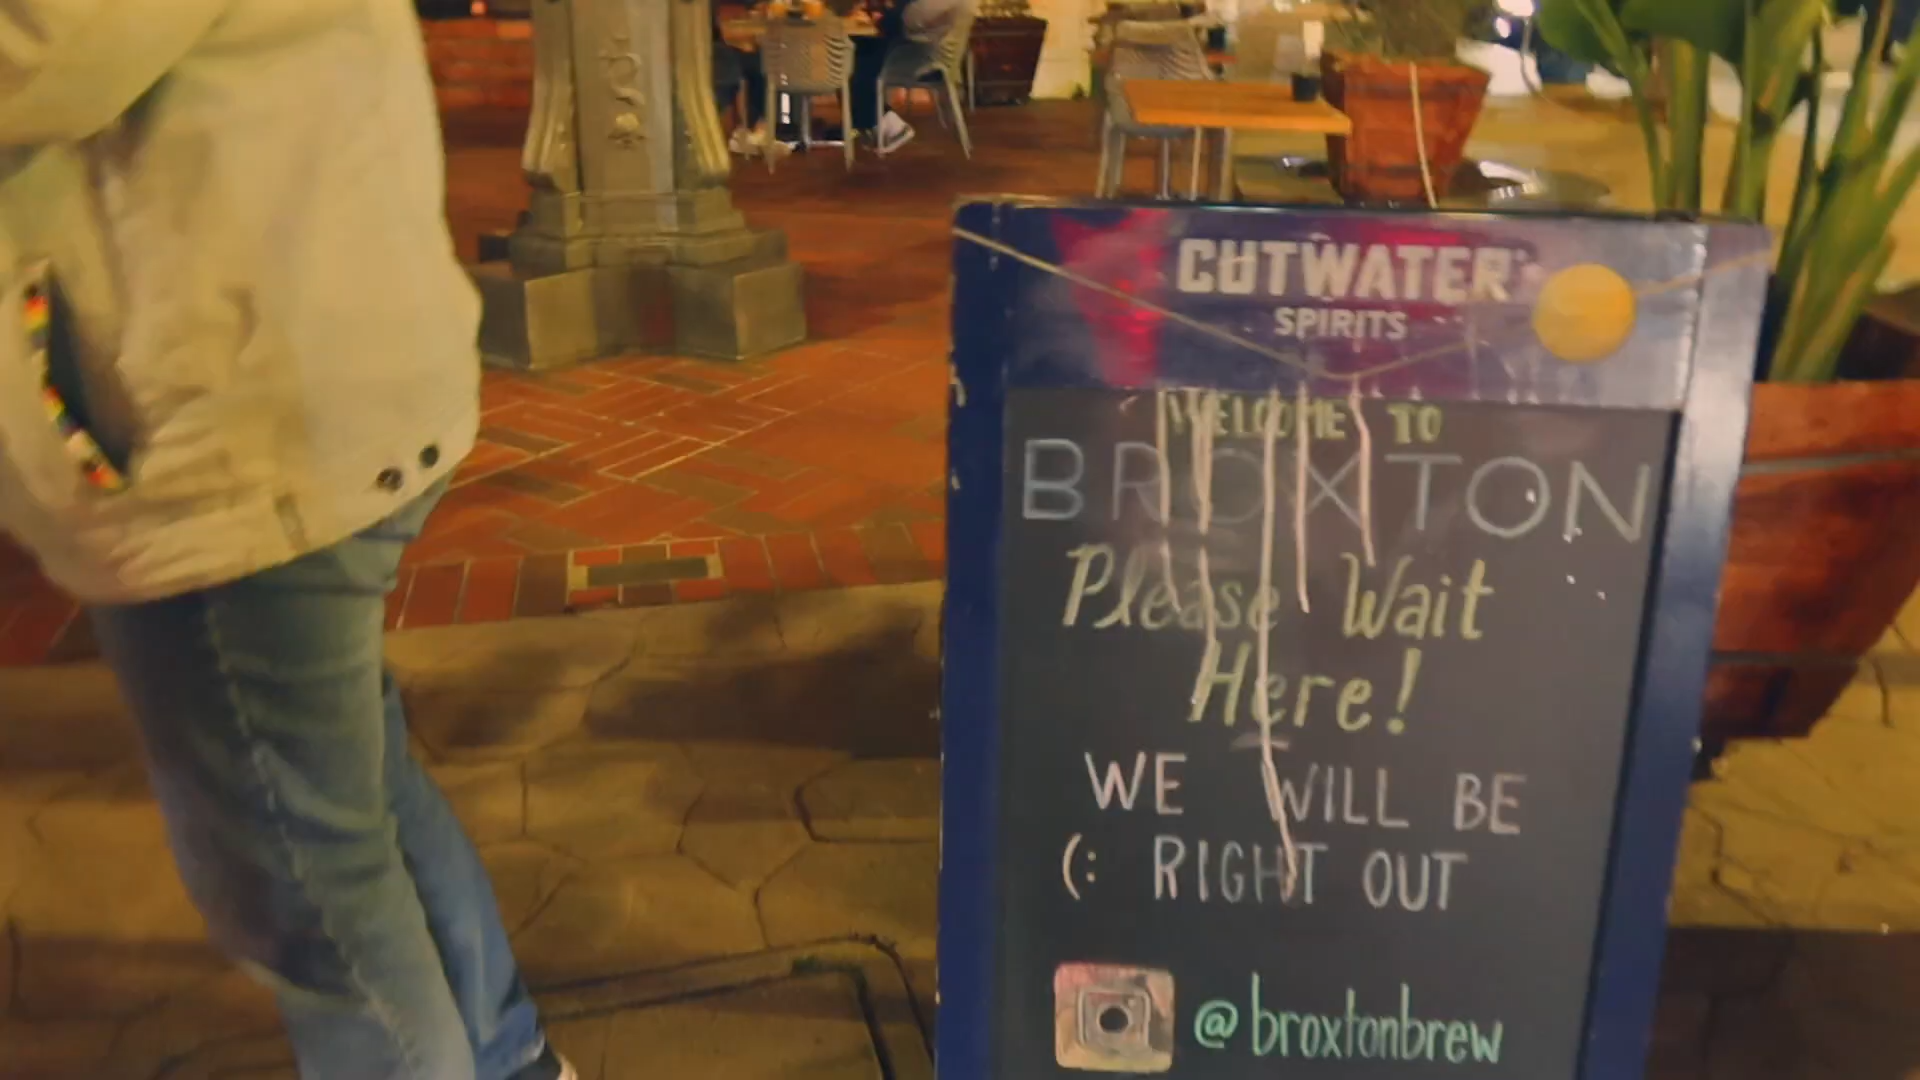 CUTWATER
SPIRITS
WELCOME TO
BROXTON
Please Wait
Here!
WE WILL BE
(: RIGHT OUT
@broxtonbrew